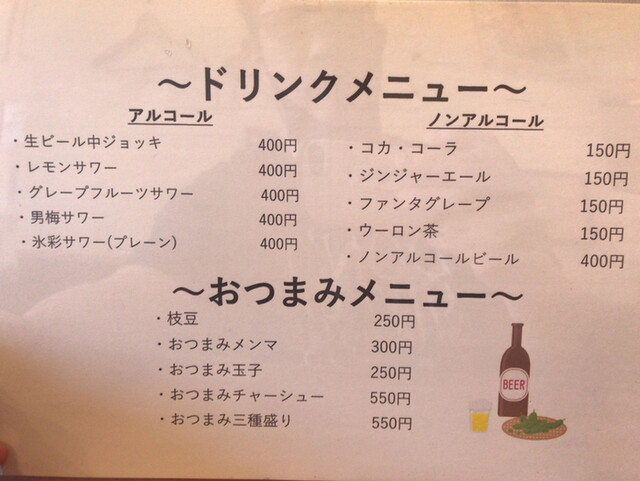 ～ドリンクメニュー～
アルコール
・生ビール中ジョッキ 400円
・レモンサワー 400円
・グレープフルーツサワー 400円
・男梅サワー 400円
・氷彩サワー(プレーン) 400円
ノンアルコール
・コカ・コーラ 150円
・ジンジャーエール 150円
・ファンタグレープ 150円
・ウーロン茶 150円
・ノンアルコールビール 400円
～おつまみメニュー～
・枝豆 250円
・おつまみメンマ 300円
・おつまみ玉子 250円
・おつまみチャーシュー 550円
・おつまみ三種盛り 550円
BEER